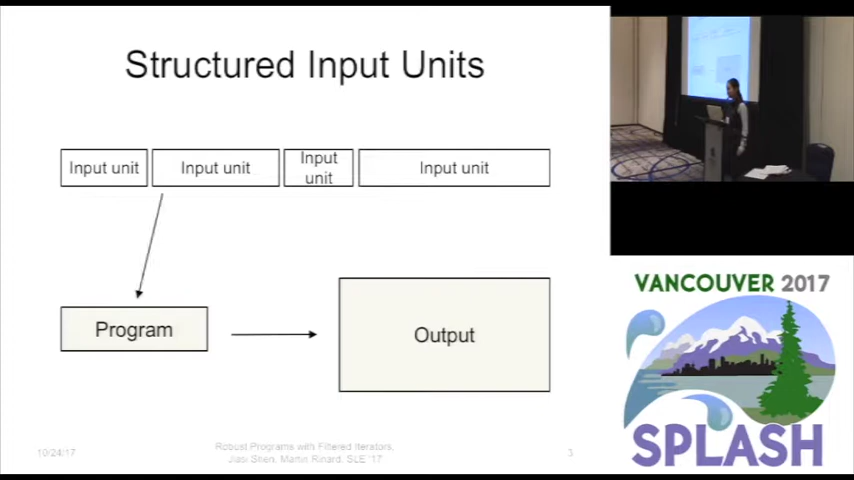 Structured Input Units
Input unit
Input unit
Input
unit
Input unit
Program
Output
10/24/17
Robust Programs with Filtered Iterators,
Jiasi Shen, Martin Rinard, SLE '17
3
VANCOUVER 2017
SPLASH